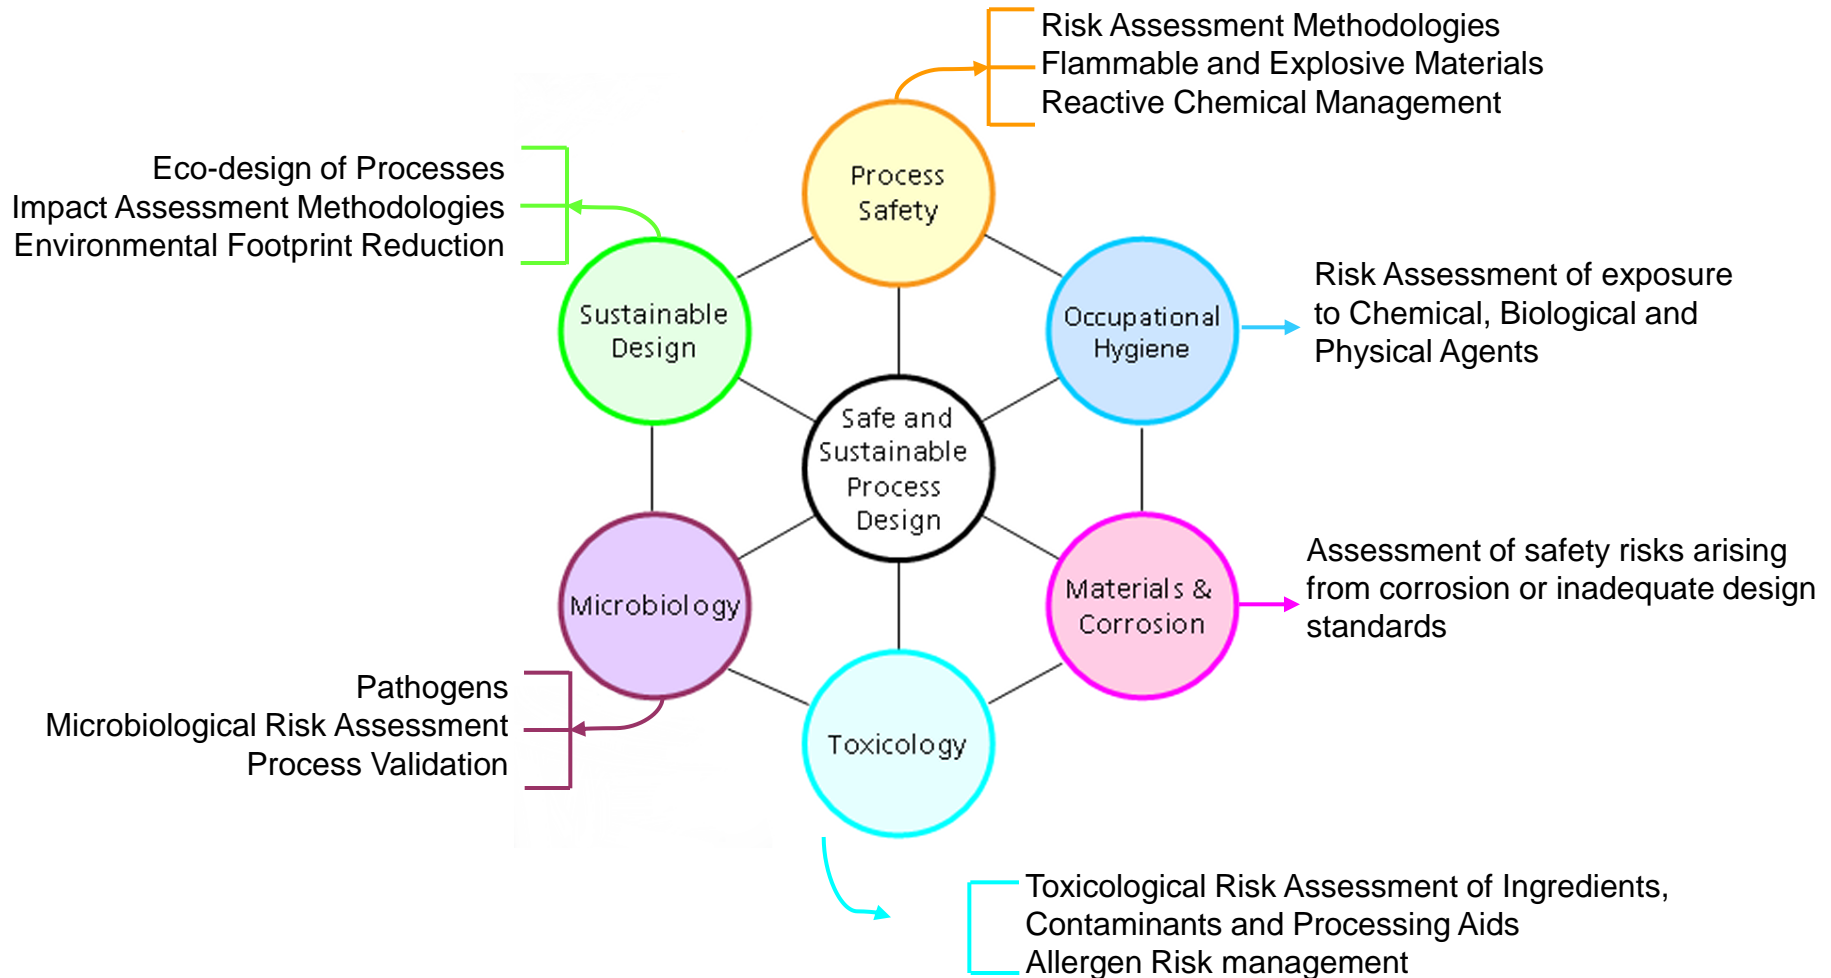 Risk Assessment Methodologies
Flammable and Explosive Materials
Reactive Chemical Management
Eco-design of Processes
Impact Assessment Methodologies
Environmental Footprint Reduction
Process
Safety
Sustainable
Design
Occupational
Hygiene
Risk Assessment of exposure
to Chemical, Biological and
Physical Agents
Safe and
Sustainable
Process
Design
Microbiology
Materials &
Corrosion
Assessment of safety risks arising
from corrosion or inadequate design
standards
Pathogens
Microbiological Risk Assessment
Process Validation
Toxicology
Toxicological Risk Assessment of Ingredients,
Contaminants and Processing Aids
Allergen Risk management